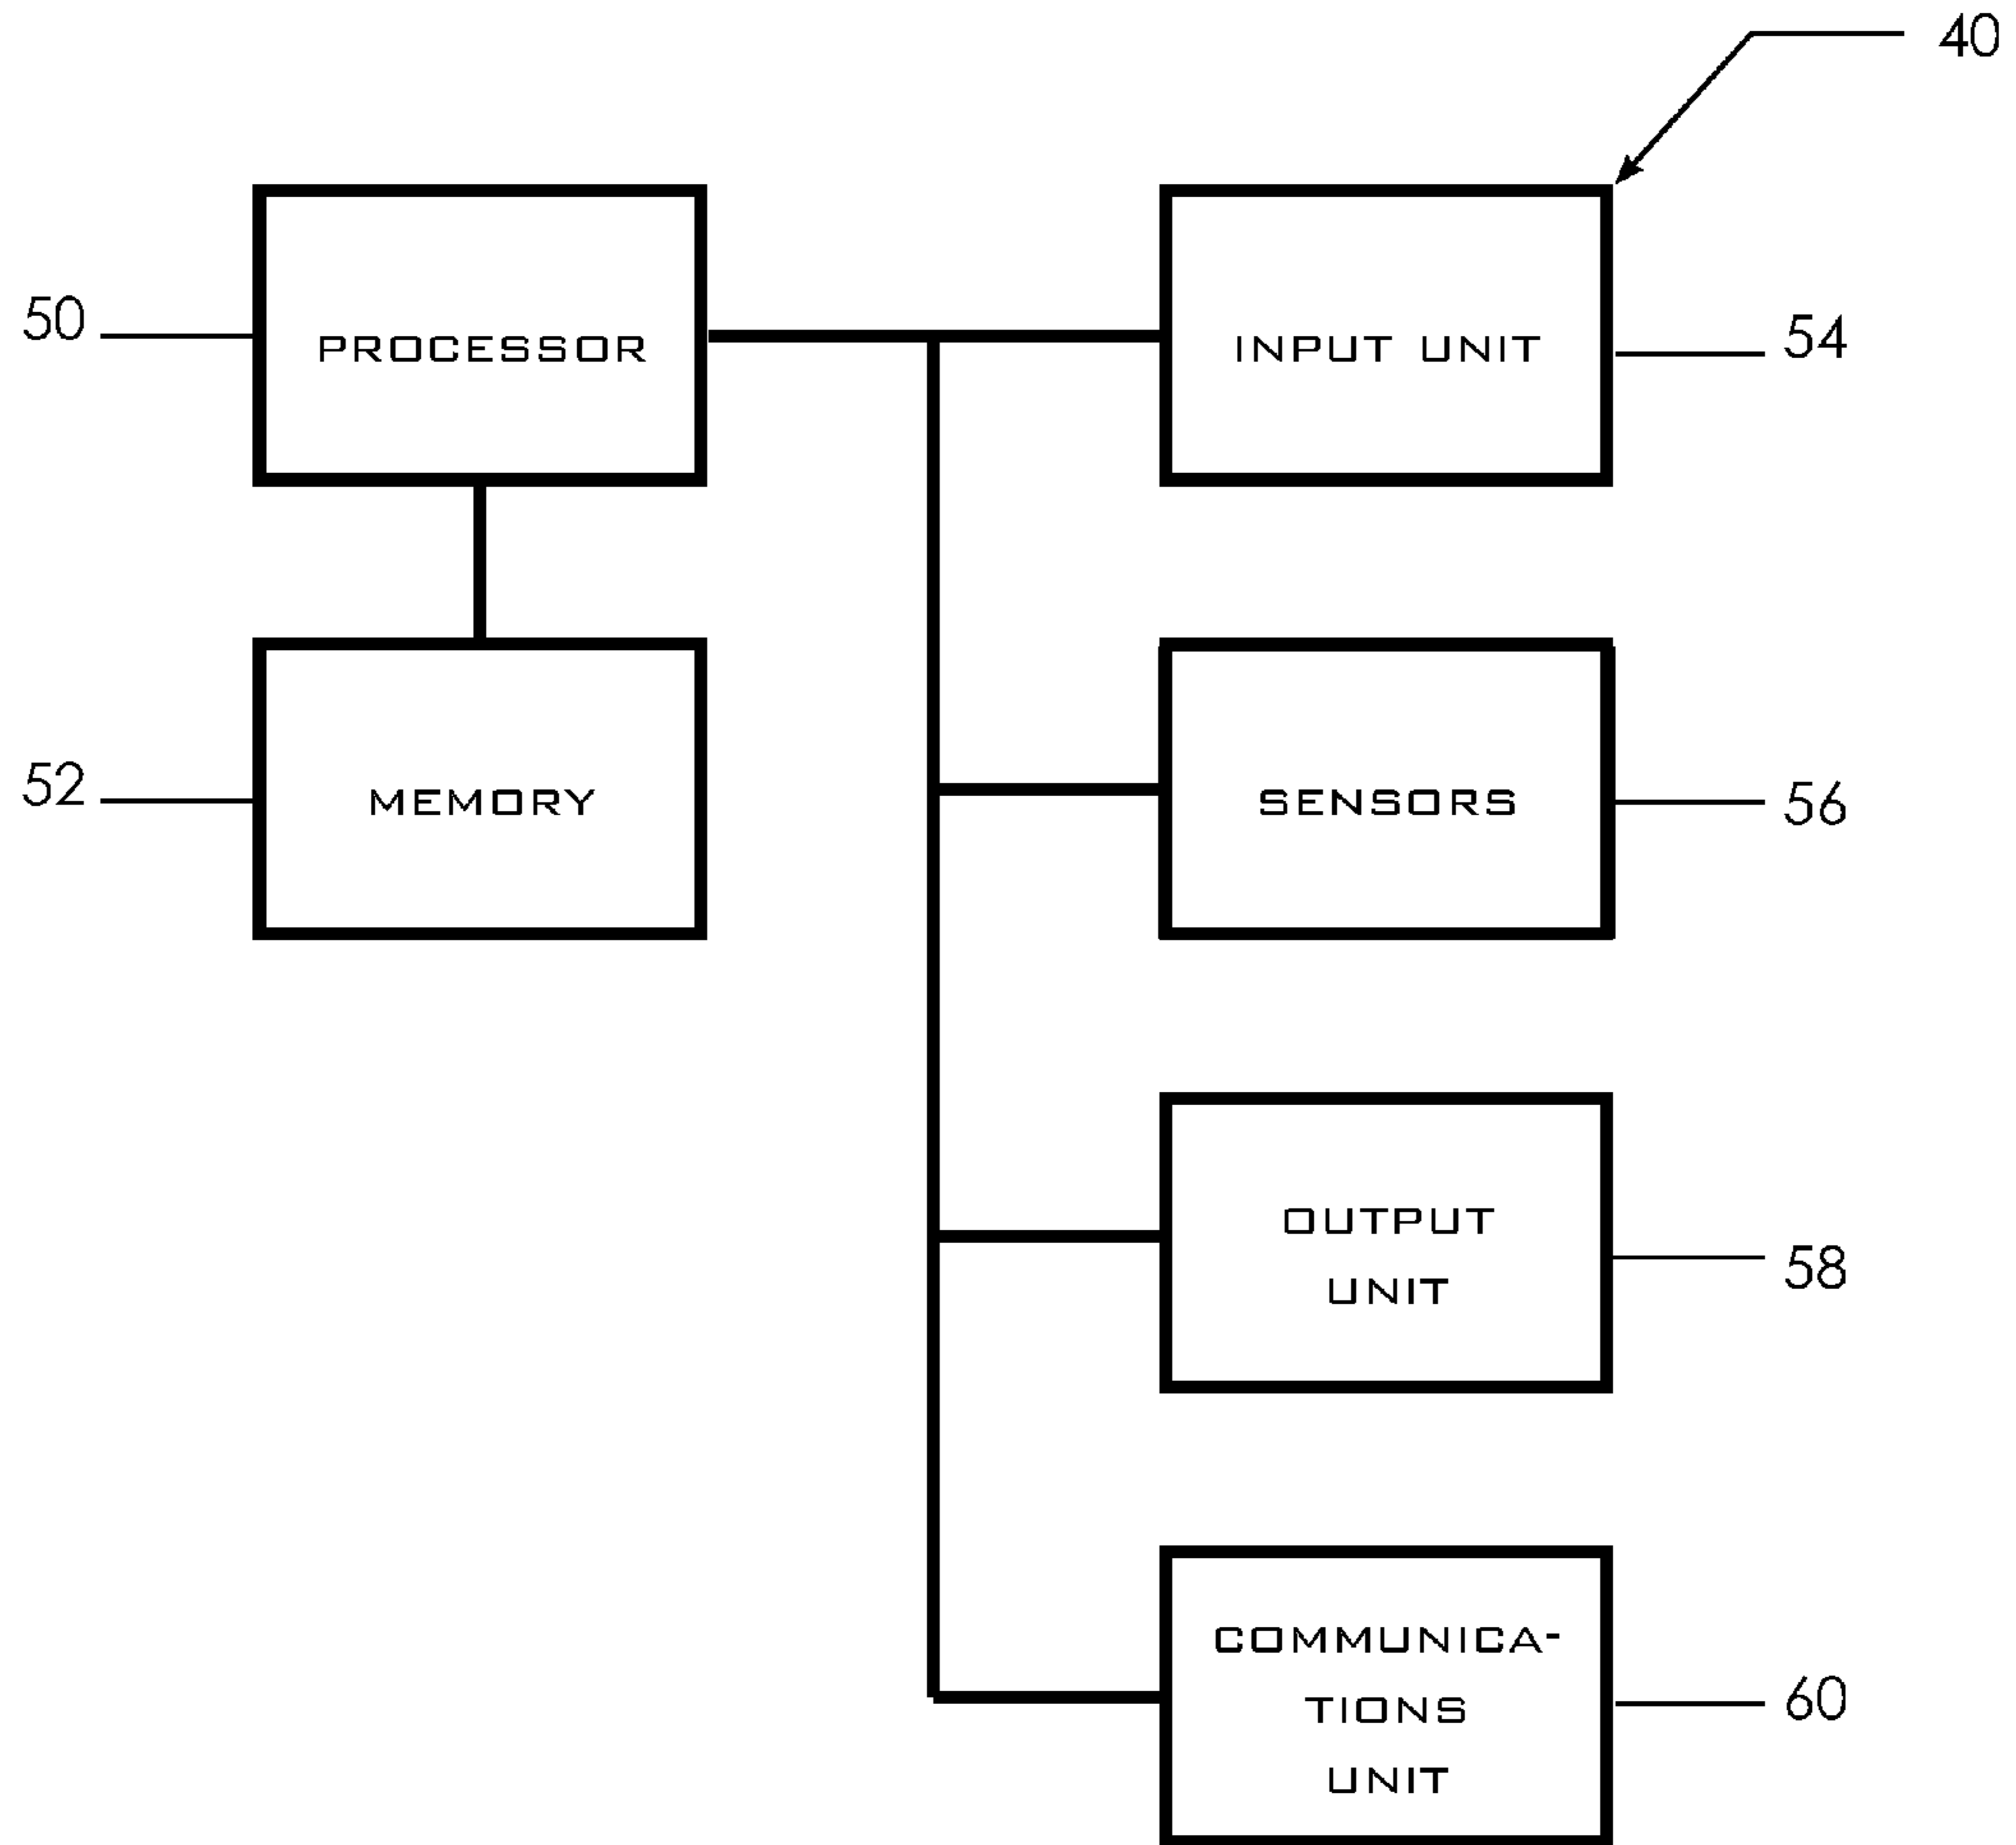 40
50
PROCESSOR
INPUT UNIT
54
52
MEMORY
SENSORS
56
OUTPUT
UNIT
58
COMMUNICA-
TIONS
UNIT
60